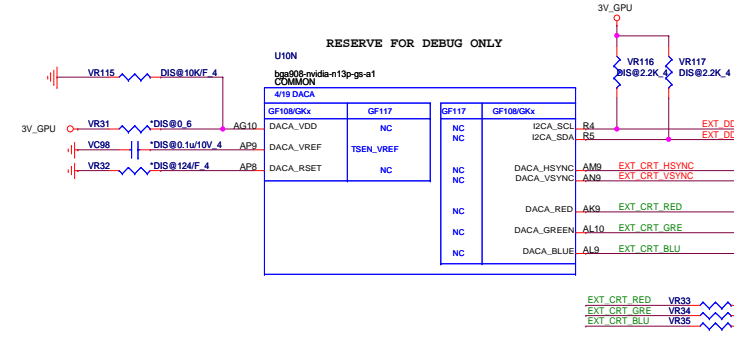 3V_GPU
RESERVE FOR DEBUG ONLY
U10N
bga908-nvidia-n13p-gs-a1
COMMON
VR115 DIS@10K/F_4
VR116 VR117
DIS@2.2K_4 DIS@2.2K_4
4/19 DACA
GF108/GKx GF117 GF117 GF108/GKx
3V_GPU VR31 *DIS@0_6 AG10 DACA_VDD NC NC I2CA_SCL R4 EXT_DD
NC I2CA_SDA R5 EXT_DD
VC98 *DIS@0.1u/10V_4 AP9 DACA_VREF TSEN_VREF
VR32 *DIS@124/F_4 AP8 DACA_RSET NC NC DACA_HSYNC AM9 EXT_CRT_HSYNC
NC DACA_VSYNC AN9 EXT_CRT_VSYNC
NC DACA_RED AK9 EXT_CRT_RED
NC DACA_GREEN AL10 EXT_CRT_GRE
NC DACA_BLUE AL9 EXT_CRT_BLU
EXT_CRT_RED VR33
EXT_CRT_GRE VR34
EXT_CRT_BLU VR35